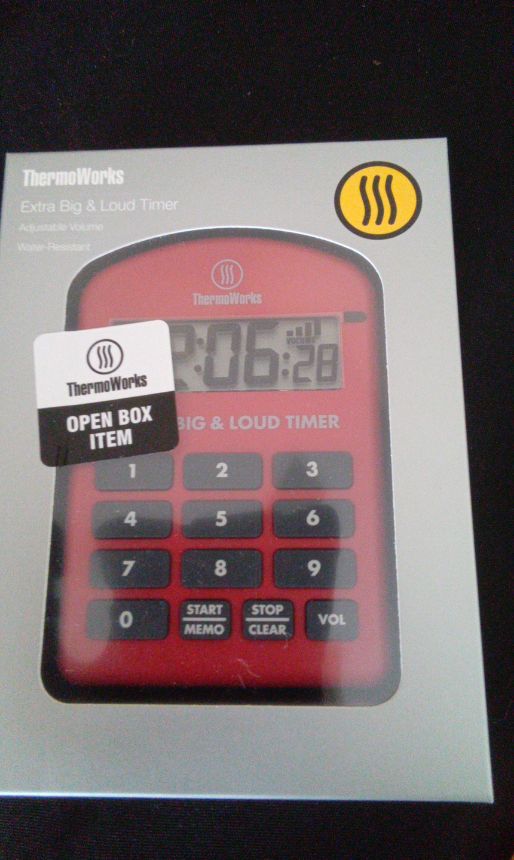 ThermoWorks
Extra Big & Loud Timer
Adjustable Volume
Water-Resistant
ThermoWorks
:06:28
VOLUME
ThermoWorks
OPEN BOX
ITEM
BIG & LOUD TIMER
1 2 3
4 5 6
7 8 9
0 START MEMO STOP CLEAR VOL